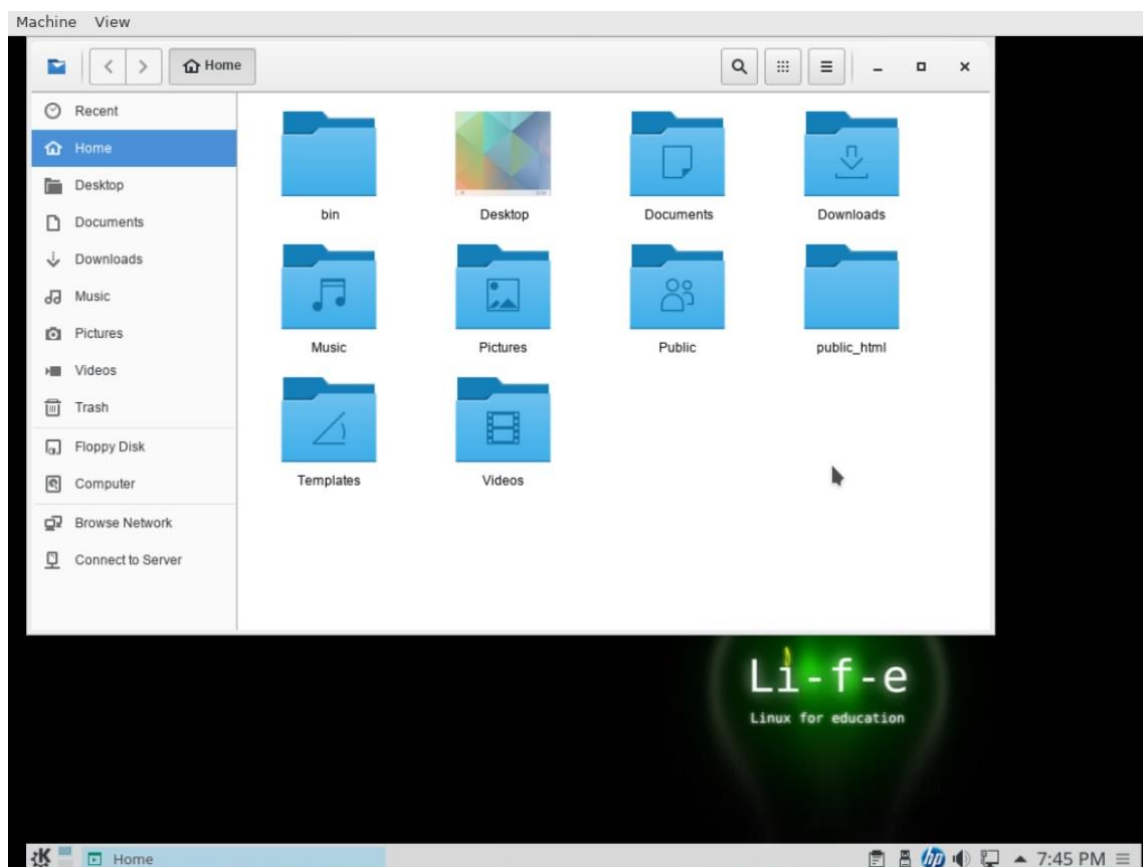 Machine View
Home
Recent
Home
Desktop
Documents
Downloads
Music
Pictures
Videos
Trash
Floppy Disk
Computer
Browse Network
Connect to Server
bin Desktop Documents Downloads
Music Pictures Public public_html
Templates Videos
Li-f-e
Linux for education
K Home hp 7:45 PM